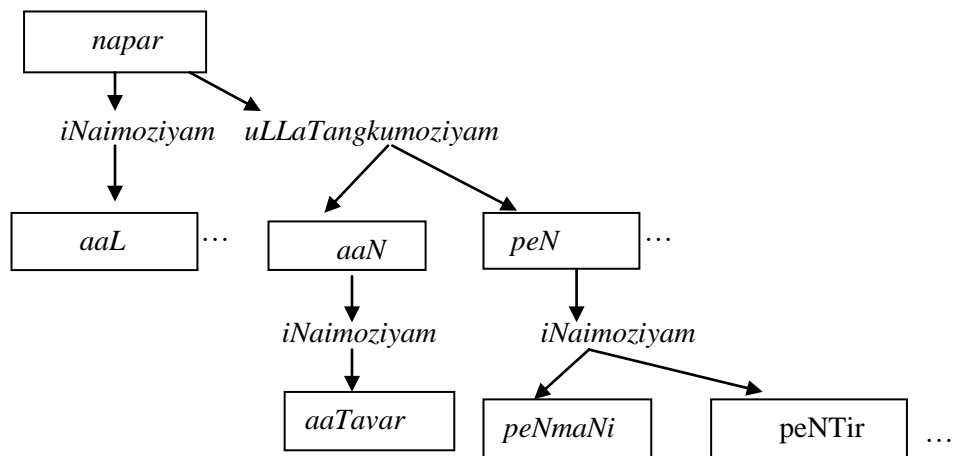 napar
iNaimoziyam uLLaTangkumoziyam
aaL ... aaN peN ...
iNaimoziyam iNaimoziyam
aaTavar peNmaNi peNTir ...